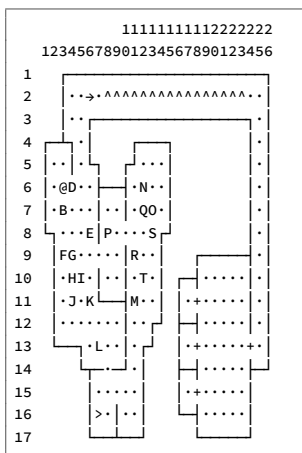 11111111112222222
12345678901234567890123456
1   ┌──────────────────────┐
2   │··→·^^^^^^^^^^^^^^^^··│
3   │··┌─────────────────┐·│
4 ┌─┘·│    ┌───┐         │·│
5 │··│·└┐   ┘···│         │·│
6 │·@D··├──┤·N··│         │·│
7 │·B···│··│·QO·│         │·│
8 └┐···E│P····S┌┘         │·│
9  │FG·····│R··│   ┌─────┤·│
10 │·HI··│··│·T·│ ┌─│·····│·│
11 │·J·K└──┤M··│ │·+·····│·│
12 │·······│··┌┘ ├─│·····│·│
13 └──┐·L··│·┌┘  │·+·····+·│
14    └──·─│·│   ├─│·····├─┘
15     │·····│   │·+·····│
16     │>·│··│   └─│·····│
17     └──┴──┘     └─────┘